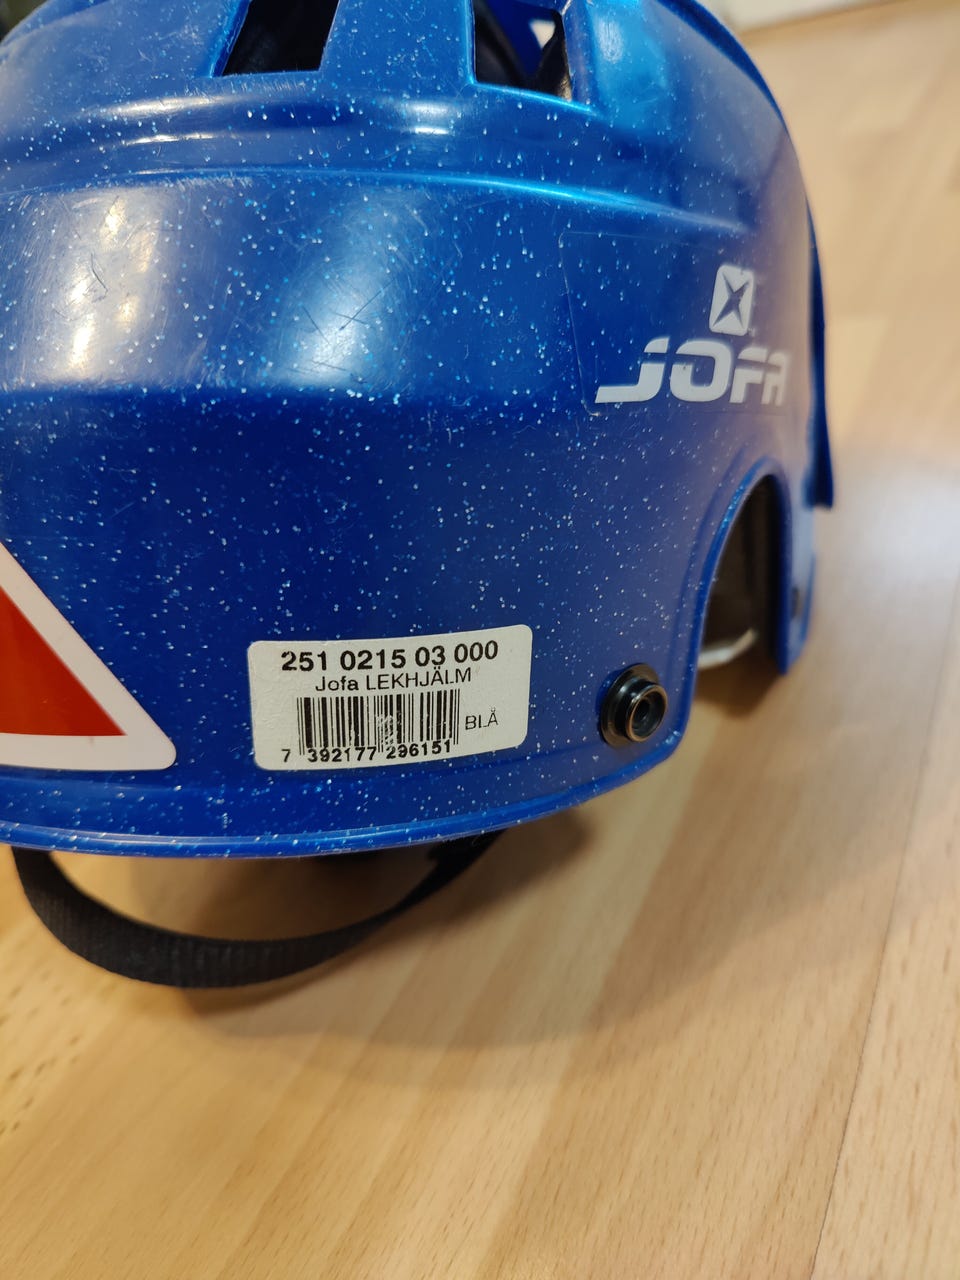 JOFA
251 0215 03 000
Jofa LEKHJÄLM
BLÅ
7 392177 296151